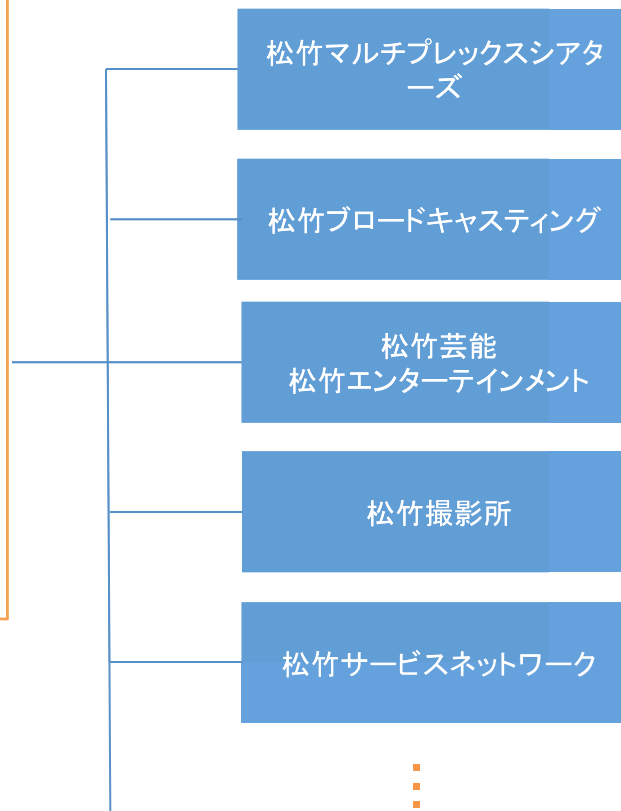 松竹マルチプレックスシアタ
ーズ
松竹ブロードキャスティング
松竹芸能
松竹エンターテインメント
松竹撮影所
松竹サービスネットワーク